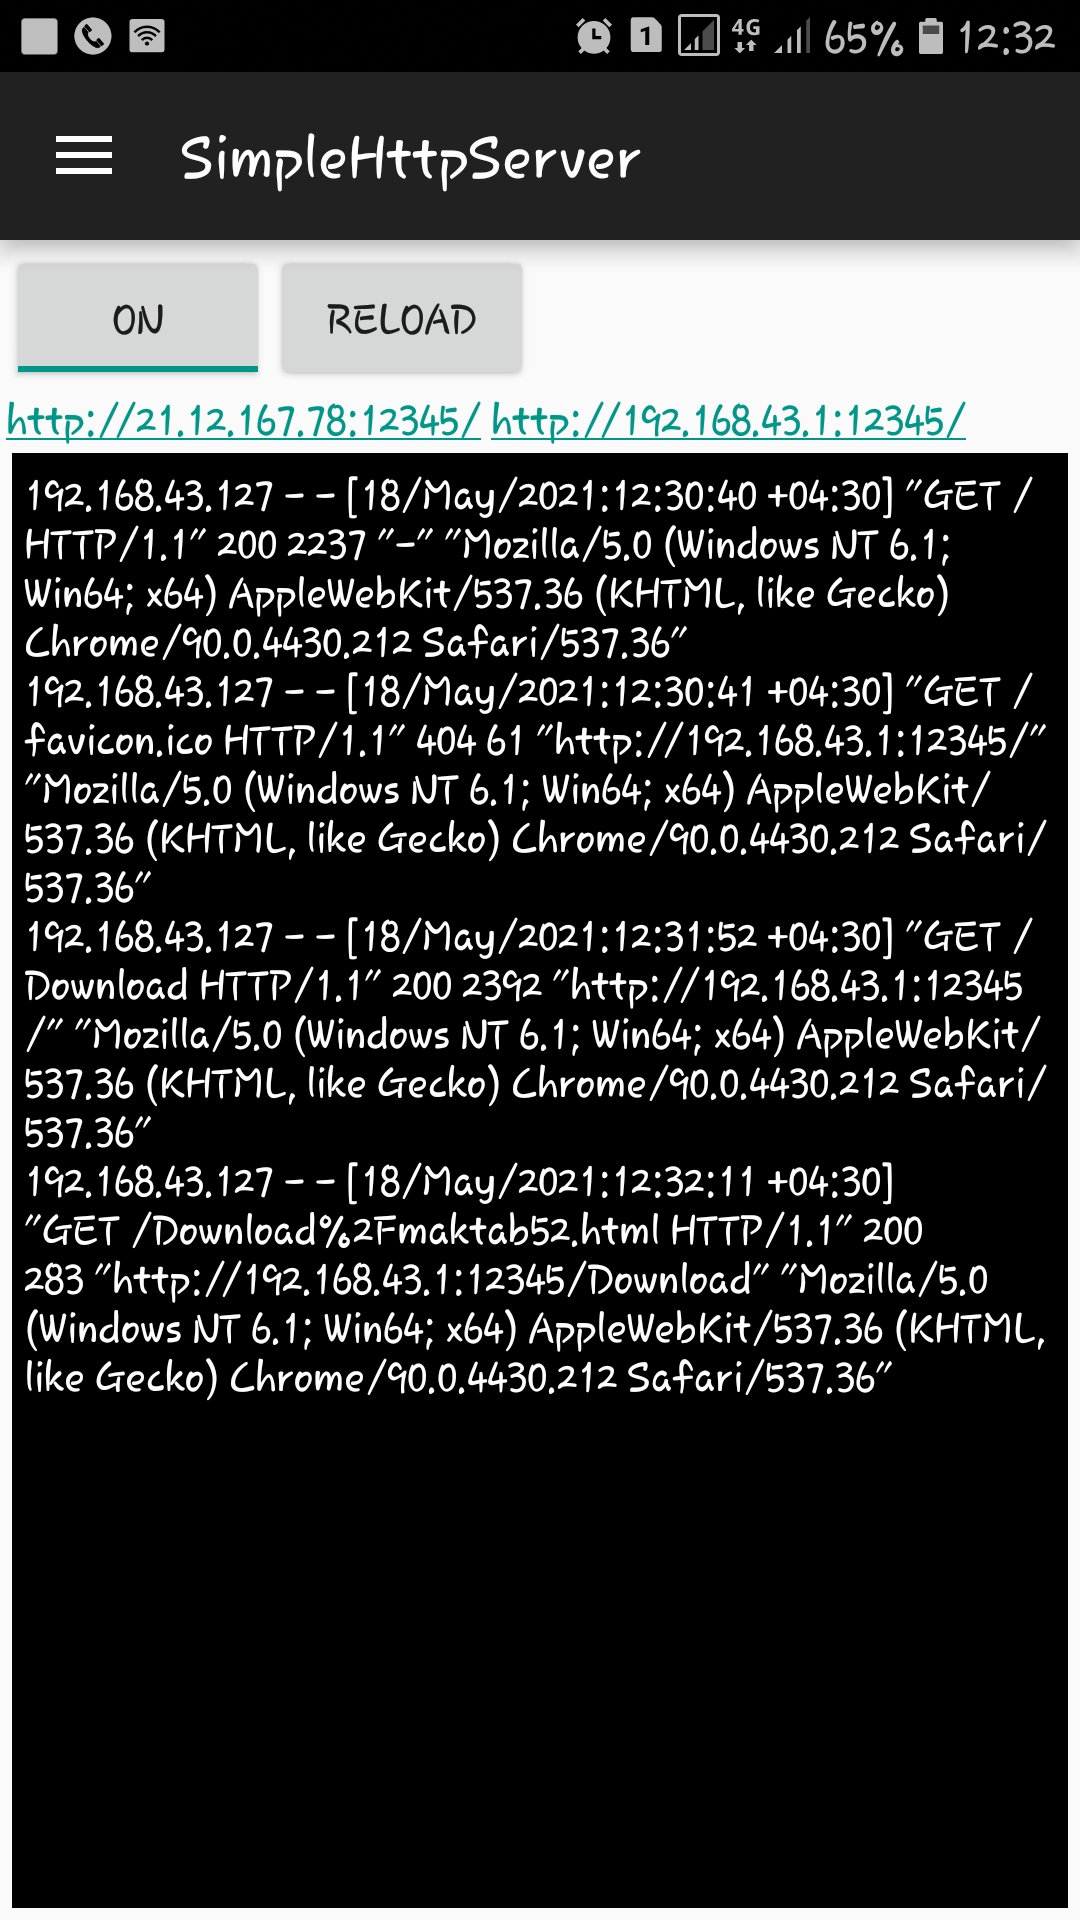 1 4G 65% 12:32
SimpleHttpServer
ON RELOAD
http://21.12.167.78:12345/ http://192.168.43.1:12345/
192.168.43.127 - - [18/May/2021:12:30:40 +04:30] "GET /
HTTP/1.1" 200 2237 "-" "Mozilla/5.0 (Windows NT 6.1;
Win64; x64) AppleWebKit/537.36 (KHTML, like Gecko)
Chrome/90.0.4430.212 Safari/537.36"
192.168.43.127 - - [18/May/2021:12:30:41 +04:30] "GET /
favicon.ico HTTP/1.1" 404 61 "http://192.168.43.1:12345/"
"Mozilla/5.0 (Windows NT 6.1; Win64; x64) AppleWebKit/
537.36 (KHTML, like Gecko) Chrome/90.0.4430.212 Safari/
537.36"
192.168.43.127 - - [18/May/2021:12:31:52 +04:30] "GET /
Download HTTP/1.1" 200 2392 "http://192.168.43.1:12345
/" "Mozilla/5.0 (Windows NT 6.1; Win64; x64) AppleWebKit/
537.36 (KHTML, like Gecko) Chrome/90.0.4430.212 Safari/
537.36"
192.168.43.127 - - [18/May/2021:12:32:11 +04:30]
"GET /Download%2Fmaktab52.html HTTP/1.1" 200
283 "http://192.168.43.1:12345/Download" "Mozilla/5.0
(Windows NT 6.1; Win64; x64) AppleWebKit/537.36 (KHTML,
like Gecko) Chrome/90.0.4430.212 Safari/537.36"